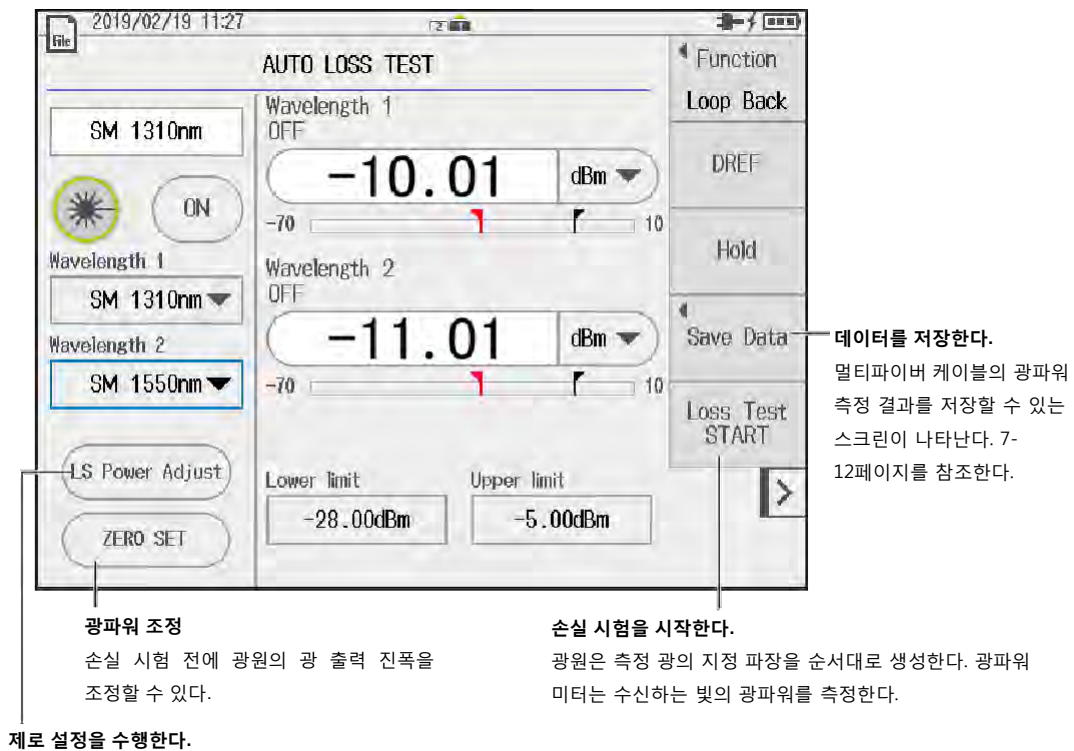 2019/02/19 11:27
File
2
AUTO LOSS TEST
SM 1310nm
ON
Wavelength 1
SM 1310nm
Wavelength 2
SM 1550nm
LS Power Adjust
ZERO SET
Wavelength 1
OFF
-10.01
dBm
-70
10
Wavelength 2
OFF
-11.01
dBm
-70
10
Lower limit
Upper limit
-28.00dBm
-5.00dBm
Function
Loop Back
DREF
Hold
Save Data
Loss Test
START
데이터를 저장한다.
멀티파이버 케이블의 광파워
측정 결과를 저장할 수 있는
스크린이 나타난다. 7-
12페이지를 참조한다.
광파워 조정
손실 시험 전에 광원의 광 출력 진폭을
조정할 수 있다.
손실 시험을 시작한다.
광원은 측정 광의 지정 파장을 순서대로 생성한다. 광파워
미터는 수신하는 빛의 광파워를 측정한다.
제로 설정을 수행한다.